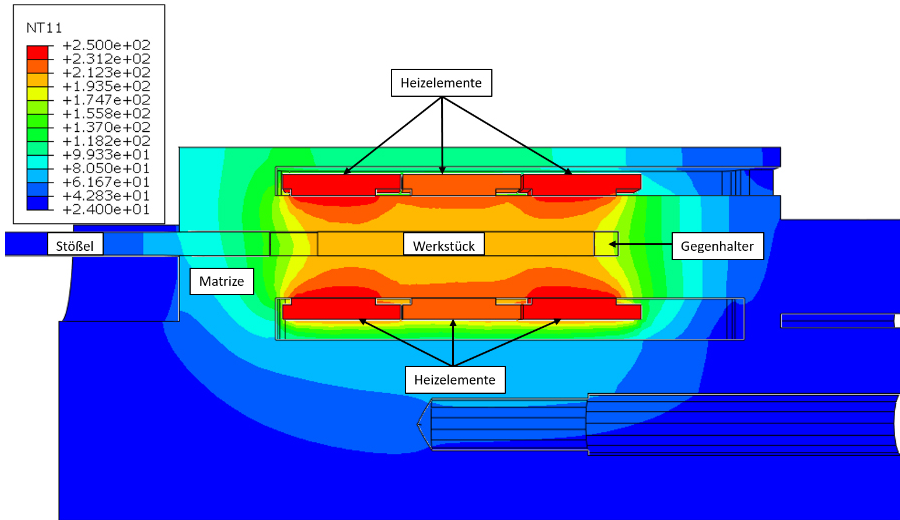 NT11
+2.500e+02
+2.312e+02
+2.123e+02
+1.935e+02
+1.747e+02
+1.558e+02
+1.370e+02
+1.182e+02
+9.933e+01
+8.050e+01
+6.167e+01
+4.283e+01
+2.400e+01
Heizelemente
Stößel
Werkstück
Gegenhalter
Matrize
Heizelemente